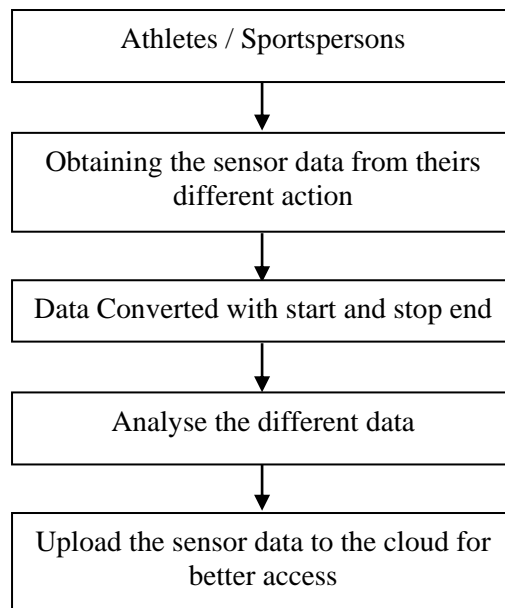 Athletes / Sportspersons
Obtaining the sensor data from theirs
different action
Data Converted with start and stop end
Analyse the different data
Upload the sensor data to the cloud for
better access